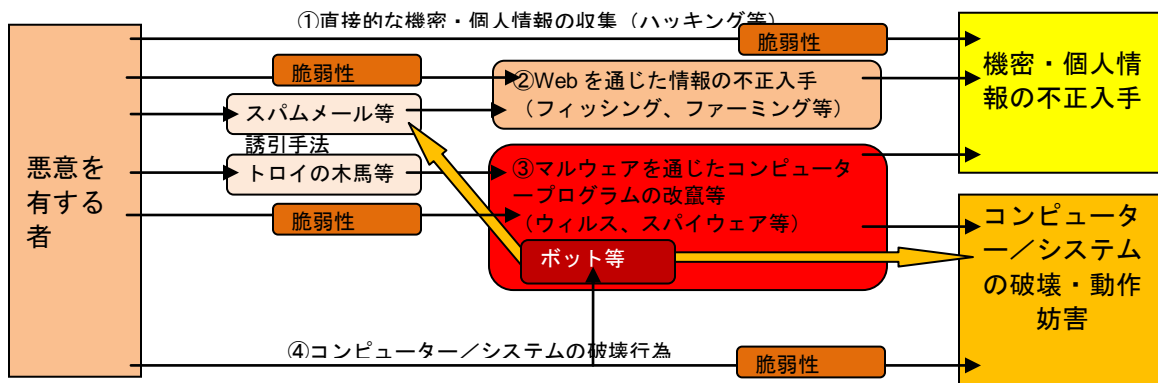 ①直接的な機密・個人情報の収集（ハッキング等）
脆弱性
悪意を
有する
者
脆弱性
スパムメール等
誘引手法
トロイの木馬等
脆弱性
②Web を通じた情報の不正入手
（フィッシング、ファーミング等）
③マルウェアを通じたコンピュータ
ープログラムの改竄等
（ウィルス、スパイウェア等）
ボット等
機密・個人情
報の不正入手
コンピュータ
ー／システム
の破壊・動作
妨害
④コンピューター／システムの破壊行為
脆弱性